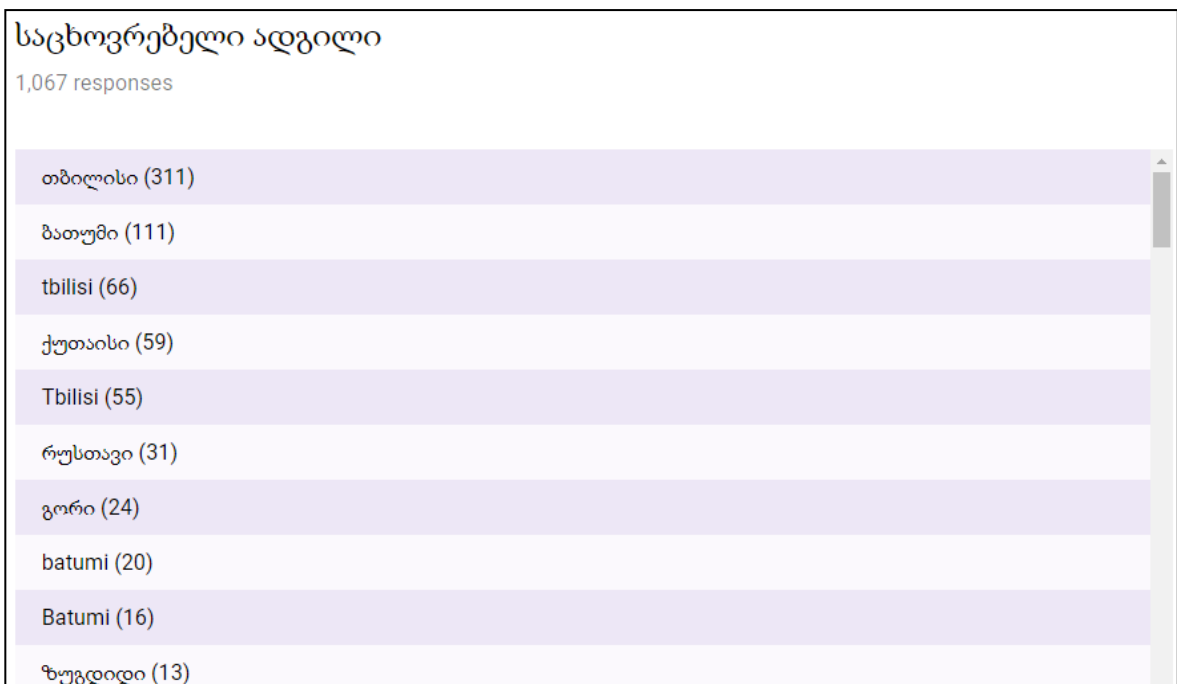 საცხოვრებელი ადგილი
1,067 responses
თბილისი (311)
ბათუმი (111)
tbilisi (66)
ქუთაისი (59)
Tbilisi (55)
რუსთავი (31)
გორი (24)
batumi (20)
Batumi (16)
ზუგდიდი (13)